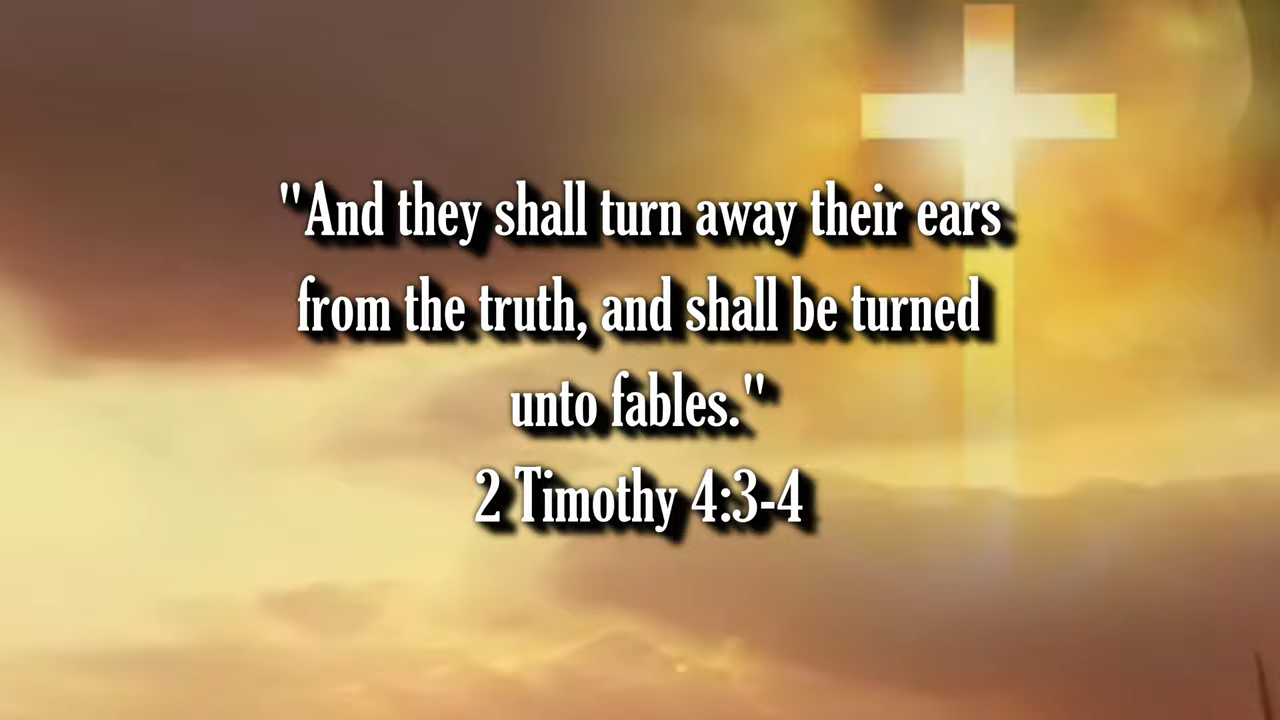 "And they shall turn away their ears
from the truth, and shall be turned
unto fables."
2 Timothy 4:3-4